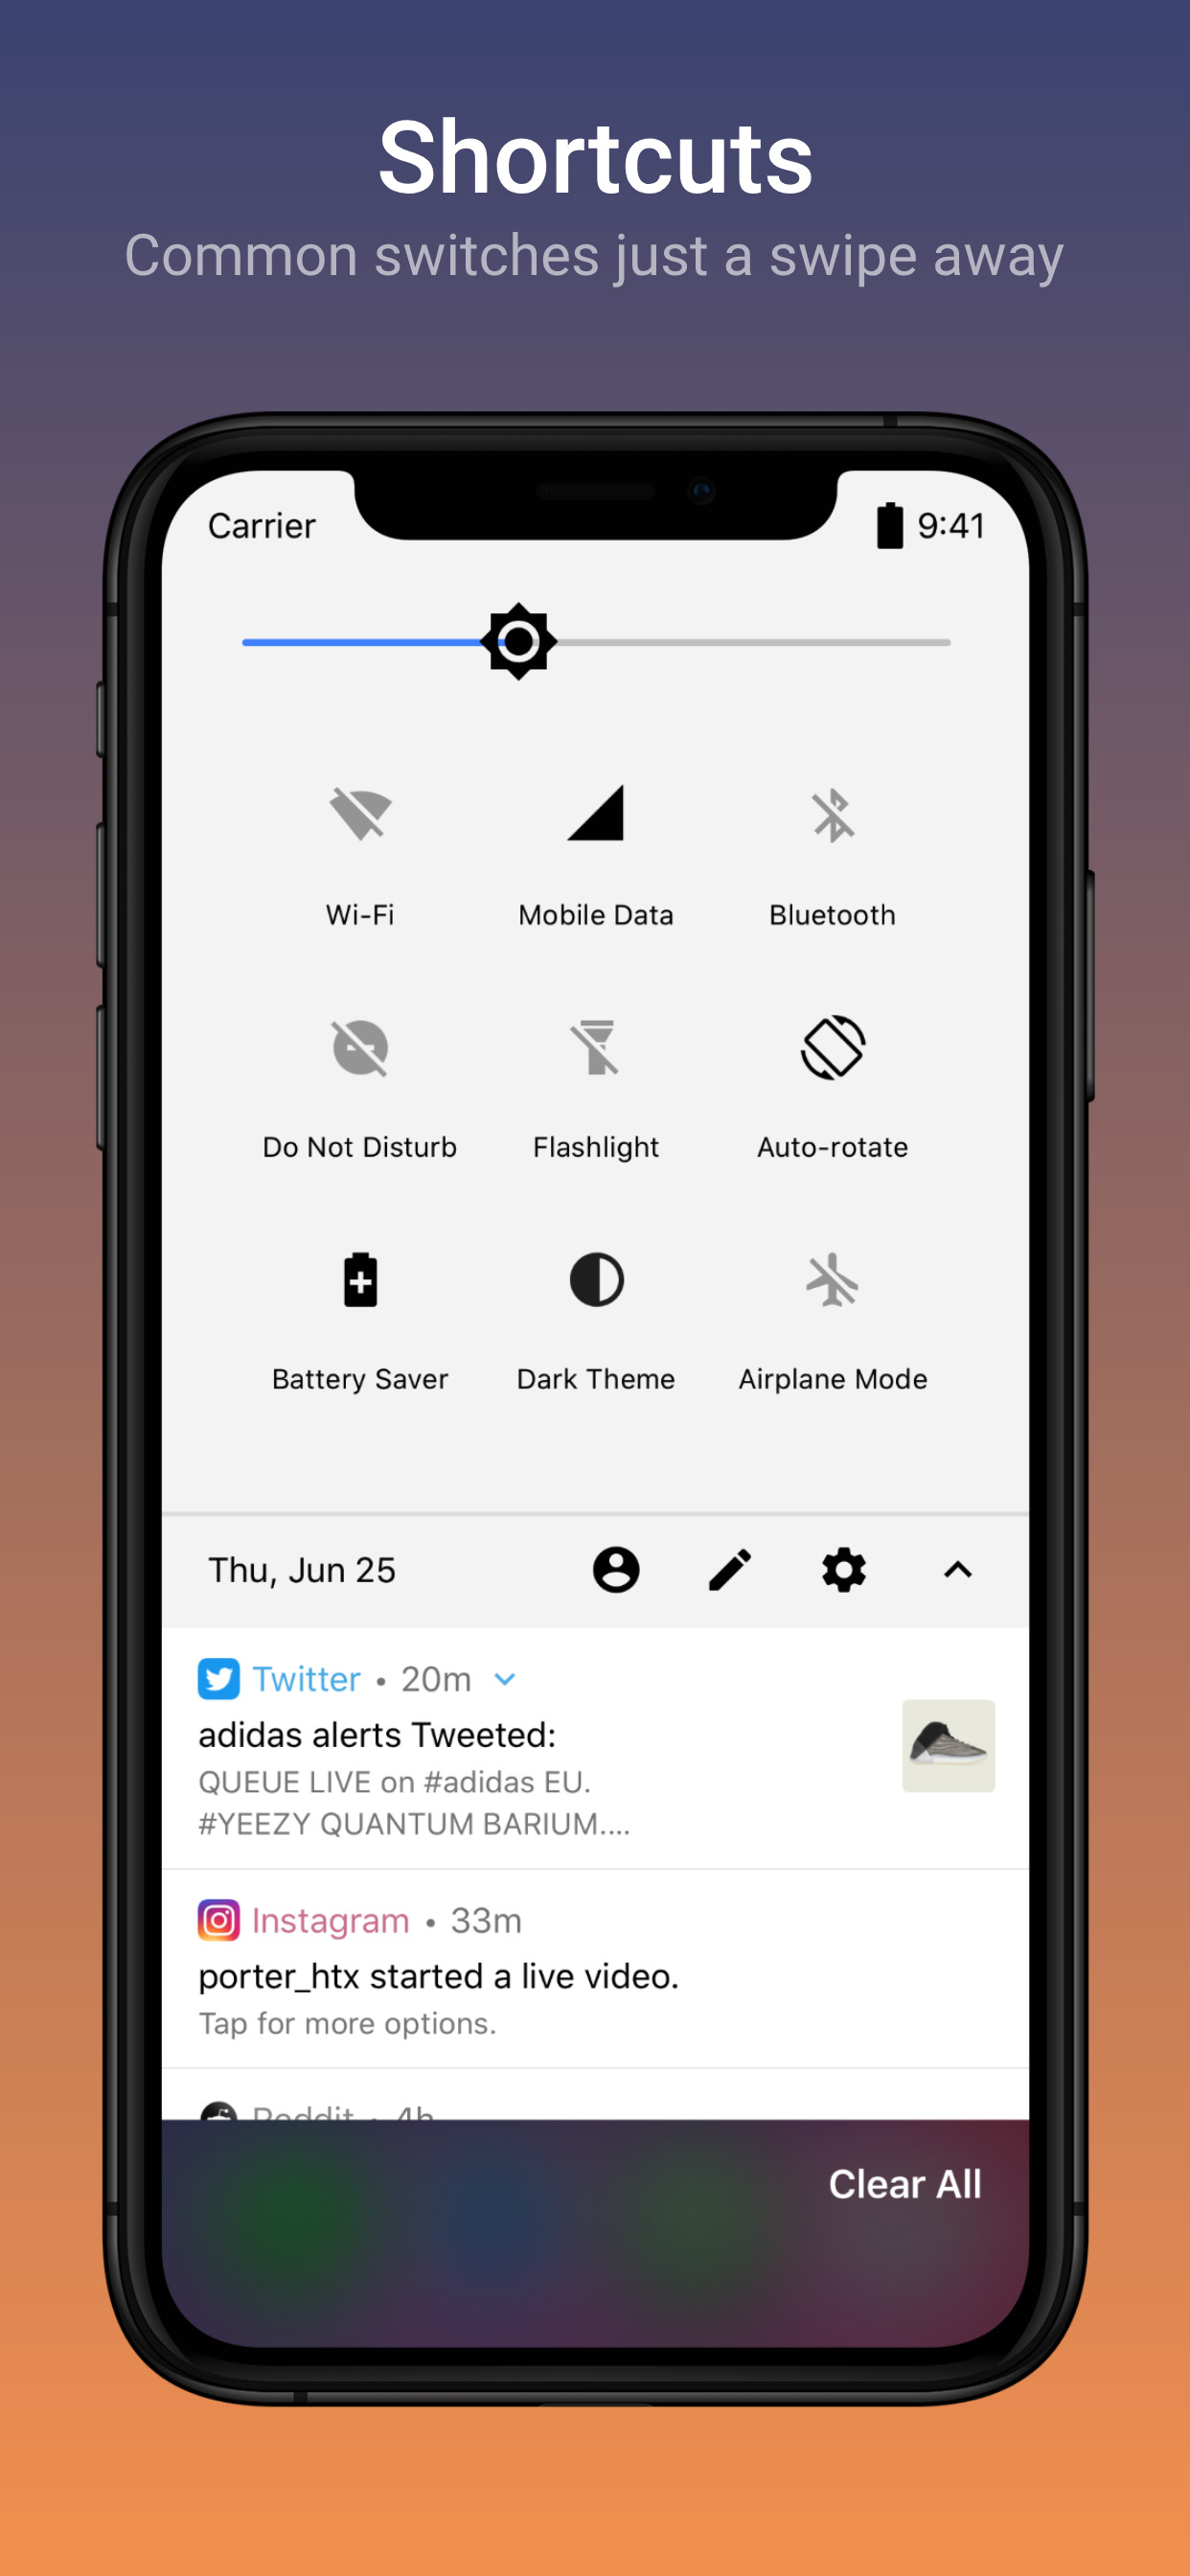 Shortcuts
Common switches just a swipe away
Carrier 9:41
Wi-Fi Mobile Data Bluetooth
Do Not Disturb Flashlight Auto-rotate
Battery Saver Dark Theme Airplane Mode
Thu, Jun 25
Twitter • 20m
adidas alerts Tweeted:
QUEUE LIVE on #adidas EU.
#YEEZY QUANTUM BARIUM....
Instagram • 33m
porter_htx started a live video.
Tap for more options.
Reddit • 4h
Clear All